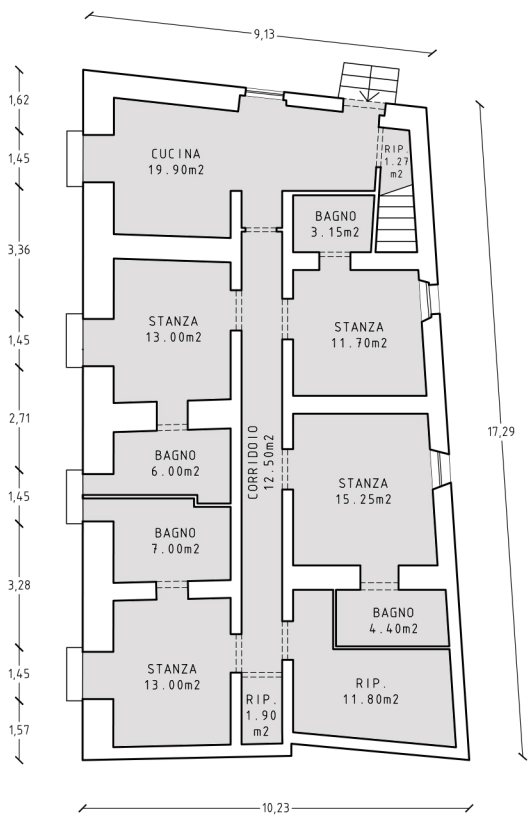 9,13
1,62
1,45
3,36
1,45
2,71
1,45
3,28
1,45
1,57
CUCINA
19.90m2
RIP.
1.27
m2
BAGNO
3.15m2
STANZA
13.00m2
STANZA
11.70m2
BAGNO
6.00m2
CORRIDOIO
12.50m2
STANZA
15.25m2
BAGNO
7.00m2
BAGNO
4.40m2
STANZA
13.00m2
RIP.
1.90
m2
RIP.
11.80m2
17,29
10,23